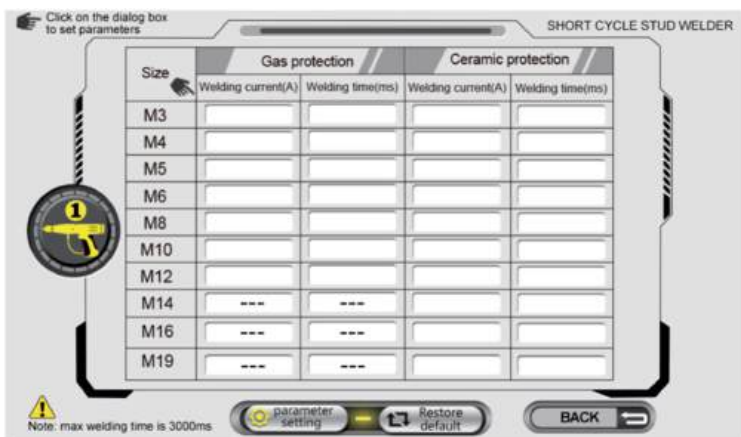 Click on the dialog box
to set parameters
SHORT CYCLE STUD WELDER
Size
Gas protection
Ceramic protection
Welding current(A) Welding time(ms) Welding current(A) Welding time(ms)
M3
M4
M5
M6
M8
M10
M12
M14 --- ---
M16 --- ---
M19 --- ---
1
Note: max welding time is 3000ms
parameter
setting
Restore
default
BACK